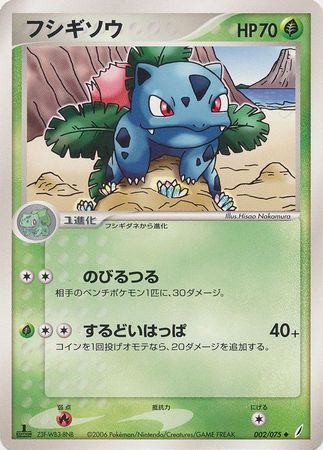 フシギソウ HP70
Illus.Hisao Nakamura
1進化
フシギダネから進化
のびるつる
相手のベンチポケモン1匹に、30ダメージ。
するどいはっぱ 40+
コインを1回投げオモテなら、20ダメージを追加する。
弱点 抵抗力 にげる
1 EDITION
©2006 Pokémon/Nintendo/Creatures/GAME FREAK 002/075 ◆